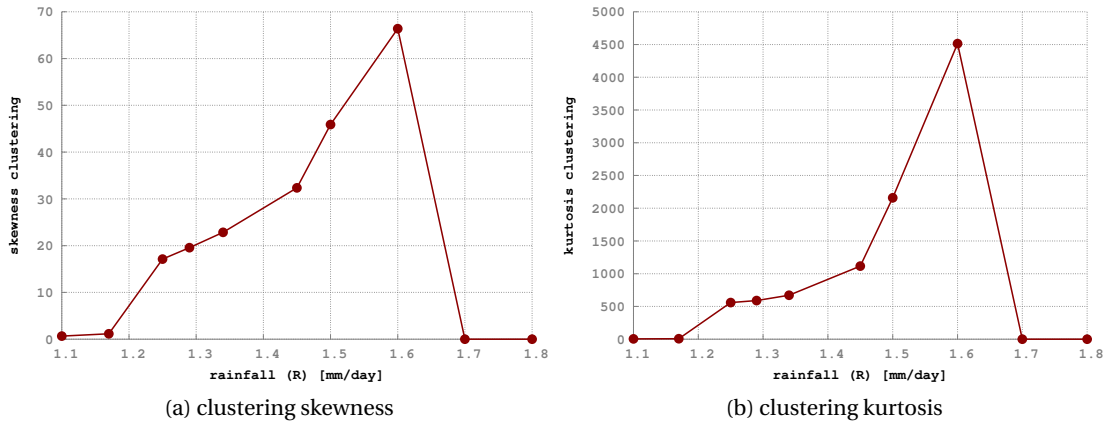 70
60
50
40
30
20
10
0
skewness clustering
1.1 1.2 1.3 1.4 1.5 1.6 1.7 1.8
rainfall (R) [mm/day]
(a) clustering skewness
5000
4500
4000
3500
3000
2500
2000
1500
1000
500
0
kurtosis clustering
1.1 1.2 1.3 1.4 1.5 1.6 1.7 1.8
rainfall (R) [mm/day]
(b) clustering kurtosis